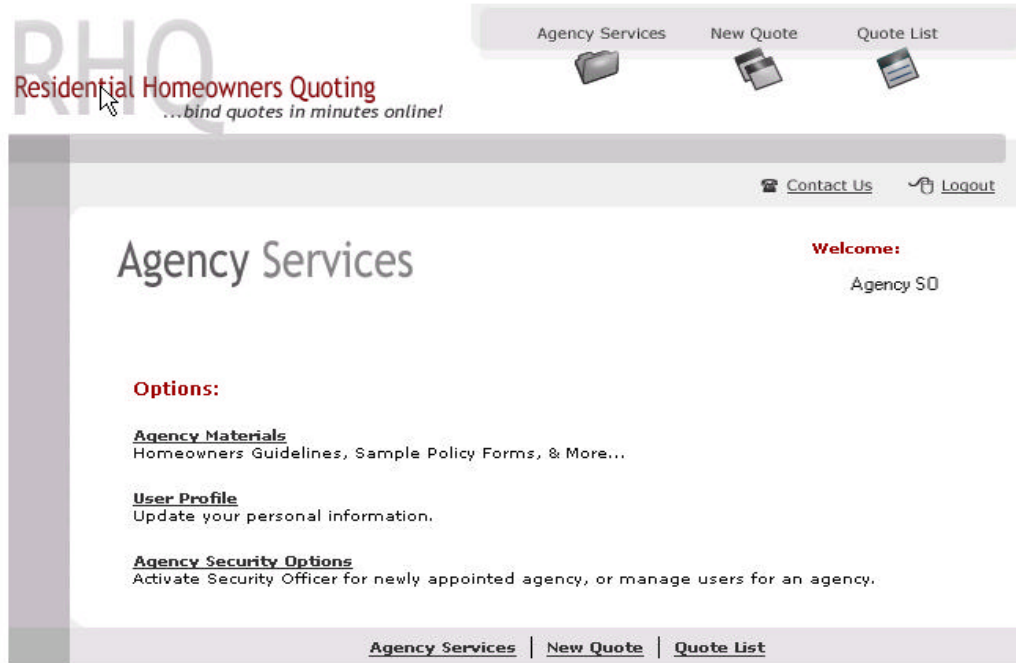 RHQ
Residential Homeowners Quoting
...bind quotes in minutes online!
Agency Services New Quote Quote List
Contact Us Logout
Agency Services
Welcome:
Agency SO
Options:
Agency Materials
Homeowners Guidelines, Sample Policy Forms, & More...
User Profile
Update your personal information.
Agency Security Options
Activate Security Officer for newly appointed agency, or manage users for an agency.
Agency Services | New Quote | Quote List